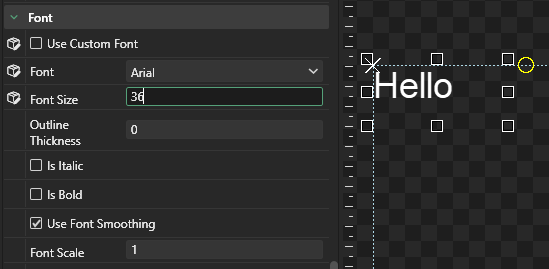 Font
Use Custom Font
Font Arial
Font Size 36
Outline
Thickness 0
Is Italic
Is Bold
Use Font Smoothing
Font Scale 1
Hello